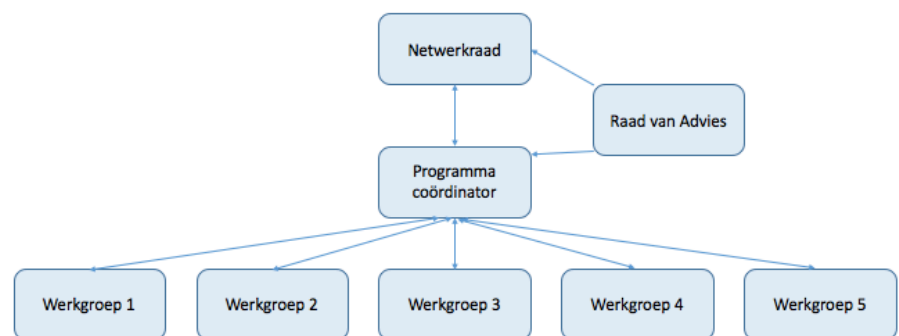 Netwerkraad
Raad van Advies
Programma
coördinator
Werkgroep 1
Werkgroep 2
Werkgroep 3
Werkgroep 4
Werkgroep 5